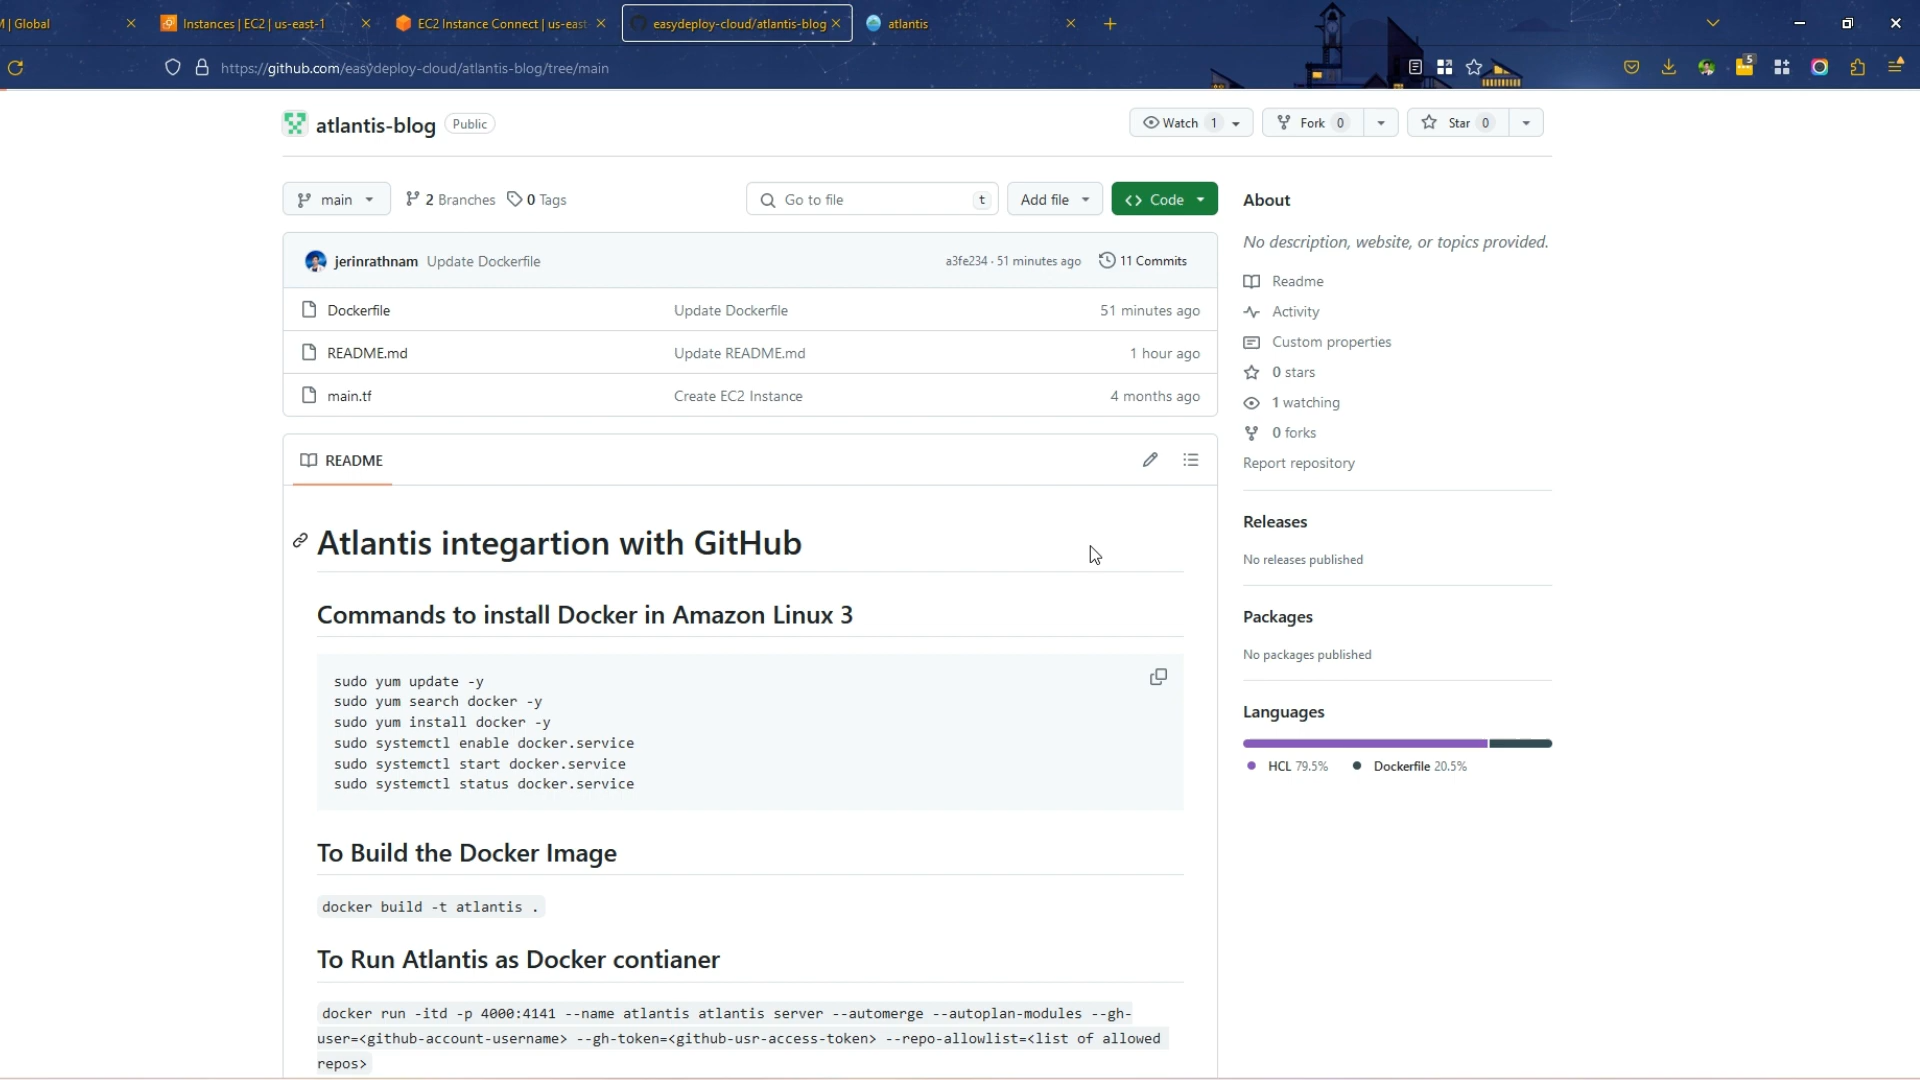 M | Global
Instances | EC2 | us-east-1
EC2 Instance Connect | us-east
easydeploy-cloud/atlantis-blog
atlantis
https://github.com/easydeploy-cloud/atlantis-blog/tree/main
5
atlantis-blog Public
Watch 1
Fork 0
Star 0
main
2 Branches
0 Tags
Go to file t
Add file
Code
jerinrathnam Update Dockerfile
a3fe234 · 51 minutes ago
11 Commits
Dockerfile Update Dockerfile 51 minutes ago
README.md Update README.md 1 hour ago
main.tf Create EC2 Instance 4 months ago
README
Atlantis integartion with GitHub
Commands to install Docker in Amazon Linux 3
sudo yum update -y
sudo yum search docker -y
sudo yum install docker -y
sudo systemctl enable docker.service
sudo systemctl start docker.service
sudo systemctl status docker.service
To Build the Docker Image
docker build -t atlantis .
To Run Atlantis as Docker contianer
docker run -itd -p 4000:4141 --name atlantis atlantis server --automerge --autoplan-modules --gh-
user=<github-account-username> --gh-token=<github-usr-access-token> --repo-allowlist=<list of allowed
repos>
About
No description, website, or topics provided.
Readme
Activity
Custom properties
0 stars
1 watching
0 forks
Report repository
Releases
No releases published
Packages
No packages published
Languages
HCL 79.5%
Dockerfile 20.5%